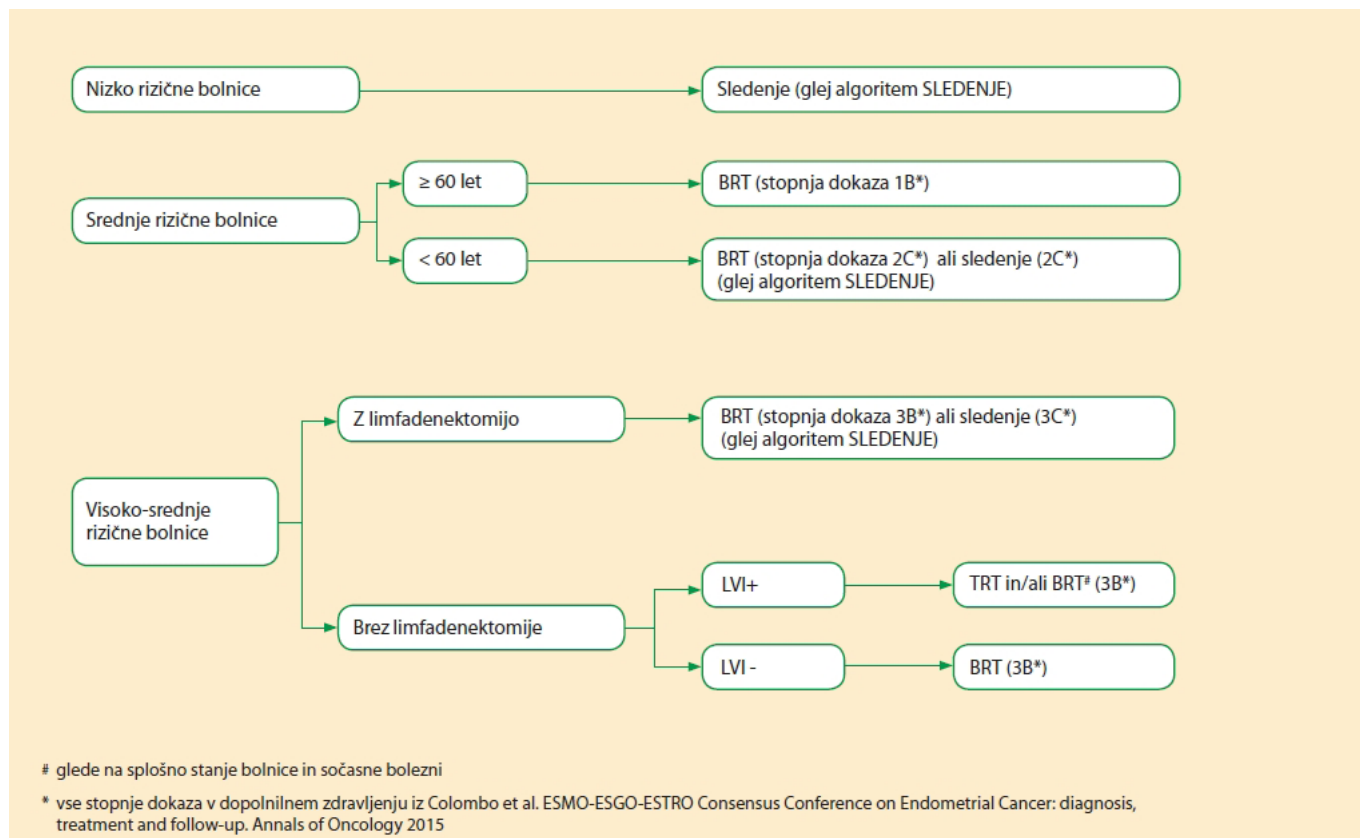 Nizko rizične bolnice
Sledenje (glej algoritem SLEDENJE)
Srednje rizične bolnice
≥ 60 let
BRT (stopnja dokaza 1B*)
< 60 let
BRT (stopnja dokaza 2C*) ali sledenje (2C*)
(glej algoritem SLEDENJE)
Visoko-srednje
rizične bolnice
Z limfadenektomijo
BRT (stopnja dokaza 3B*) ali sledenje (3C*)
(glej algoritem SLEDENJE)
Brez limfadenektomije
LVI+
TRT in/ali BRT# (3B*)
LVI -
BRT (3B*)
# glede na splošno stanje bolnice in sočasne bolezni
* vse stopnje dokaza v dopolnilnem zdravljenju iz Colombo et al. ESMO-ESGO-ESTRO Consensus Conference on Endometrial Cancer: diagnosis,
treatment and follow-up. Annals of Oncology 2015